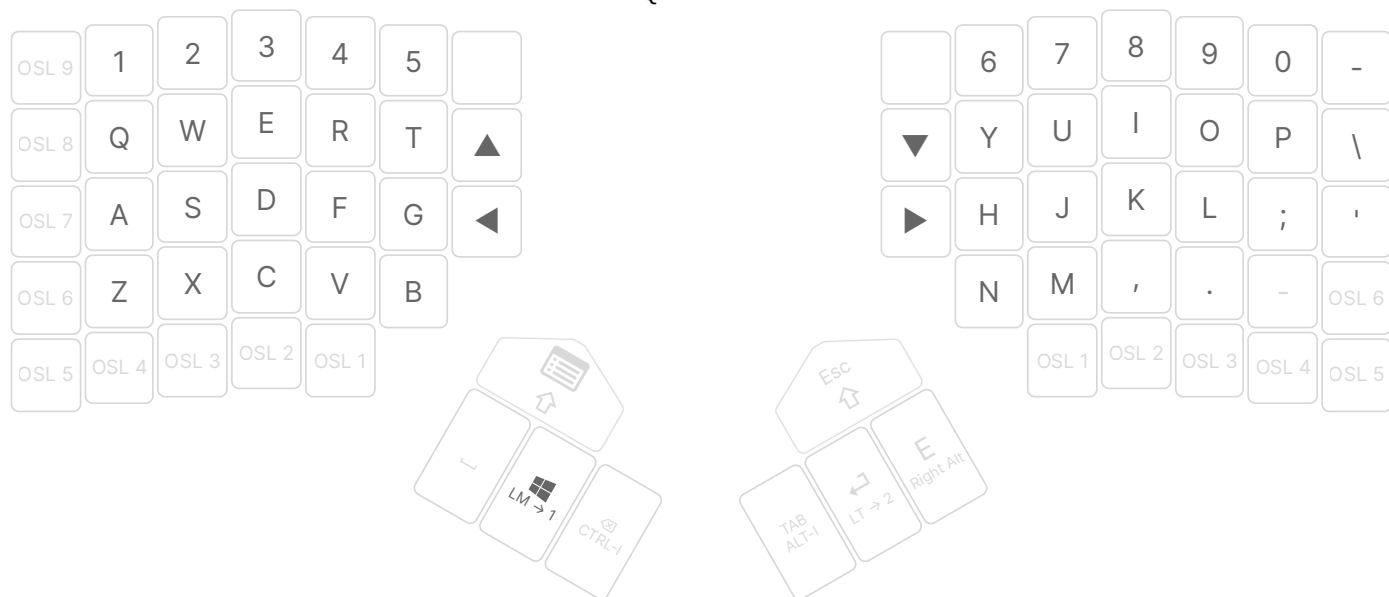 OSL 9 1 2 3 4 5 6 7 8 9 0 -
OSL 8 Q W E R T ▲ ▼ Y U I O P \
OSL 7 A S D F G ◀ ▶ H J K L ; '
OSL 6 Z X C V B N M , . - OSL 6
OSL 5 OSL 4 OSL 3 OSL 2 OSL 1 OSL 1 OSL 2 OSL 3 OSL 4 OSL 5
Esc
LM → 1
CTRL-I
TAB
ALT-I
LT → 2
E
Right Alt